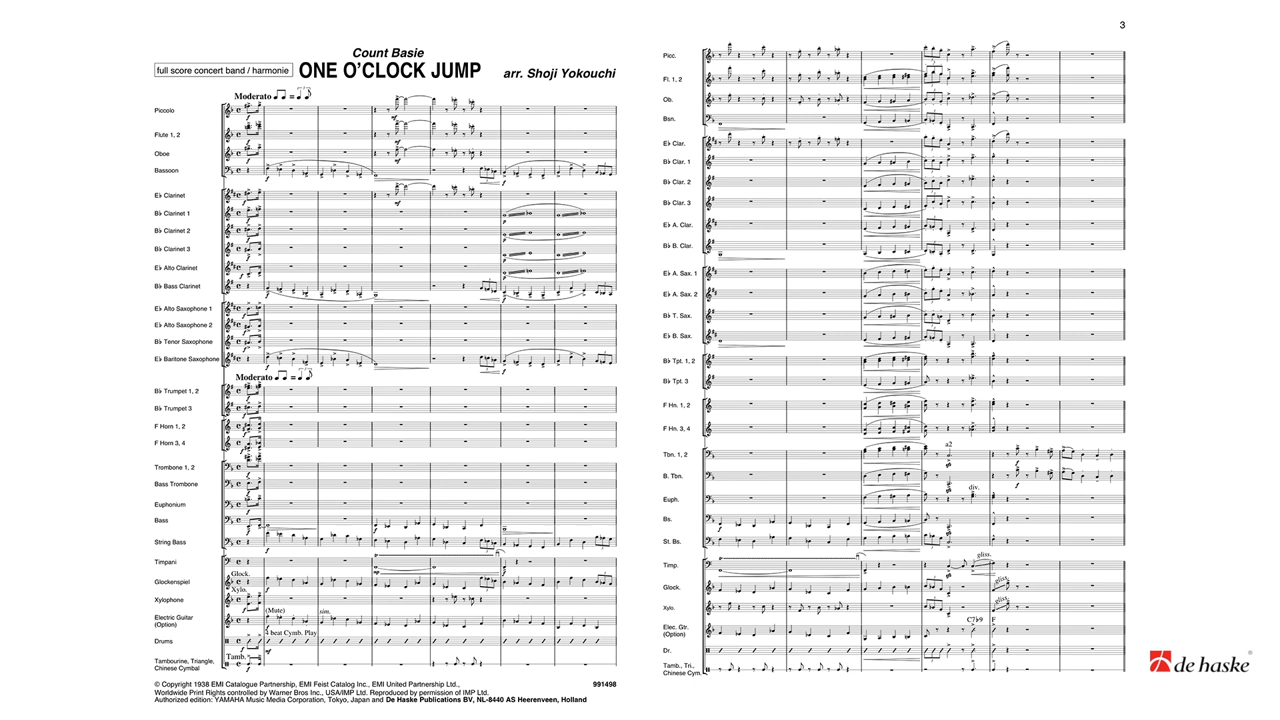 Count Basie
full score concert band / harmonie
ONE O'CLOCK JUMP
arr. Shoji Yokouchi
Moderato
Piccolo
Flute 1, 2
Oboe
Bassoon
E♭ Clarinet
B♭ Clarinet 1
B♭ Clarinet 2
B♭ Clarinet 3
E♭ Alto Clarinet
B♭ Bass Clarinet
E♭ Alto Saxophone 1
E♭ Alto Saxophone 2
B♭ Tenor Saxophone
E♭ Baritone Saxophone
Moderato
B♭ Trumpet 1, 2
B♭ Trumpet 3
F Horn 1, 2
F Horn 3, 4
Trombone 1, 2
Bass Trombone
Euphonium
Bass
String Bass
Timpani
Glock.
Glockenspiel
Xylo.
Xylophone
(Mute)
sim.
Electric Guitar
(Option)
4 beat Cymb. Play
Drums
Tamb.
Tambourine, Triangle,
Chinese Cymbal
© Copyright 1938 EMI Catalogue Partnership, EMI Feist Catalog Inc., EMI United Partnership Ltd.,
991498
Worldwide Print Rights controlled by Warner Bros Inc., USA/IMP Ltd. Reproduced by permission of IMP Ltd.
Authorized edition: YAMAHA Music Media Corporation, Tokyo, Japan and De Haske Publications BV, NL-8440 AS Heerenveen, Holland
3
Picc.
Fl. 1, 2
Ob.
Bsn.
E♭ Clar.
B♭ Clar. 1
B♭ Clar. 2
B♭ Clar. 3
E♭ A. Clar.
B♭ B. Clar.
E♭ A. Sax. 1
E♭ A. Sax. 2
B♭ T. Sax.
E♭ B. Sax.
B♭ Tpt. 1, 2
B♭ Tpt. 3
F Hn. 1, 2
F Hn. 3, 4
a2
Tbn. 1, 2
B. Tbn.
div.
Euph.
Bs.
St. Bs.
gliss.
Timp.
Glock.
gliss.
Xylo.
C7♭9 F
Elec. Gtr.
(Option)
Dr.
Tamb., Tri.,
Chinese Cym.
de haske®